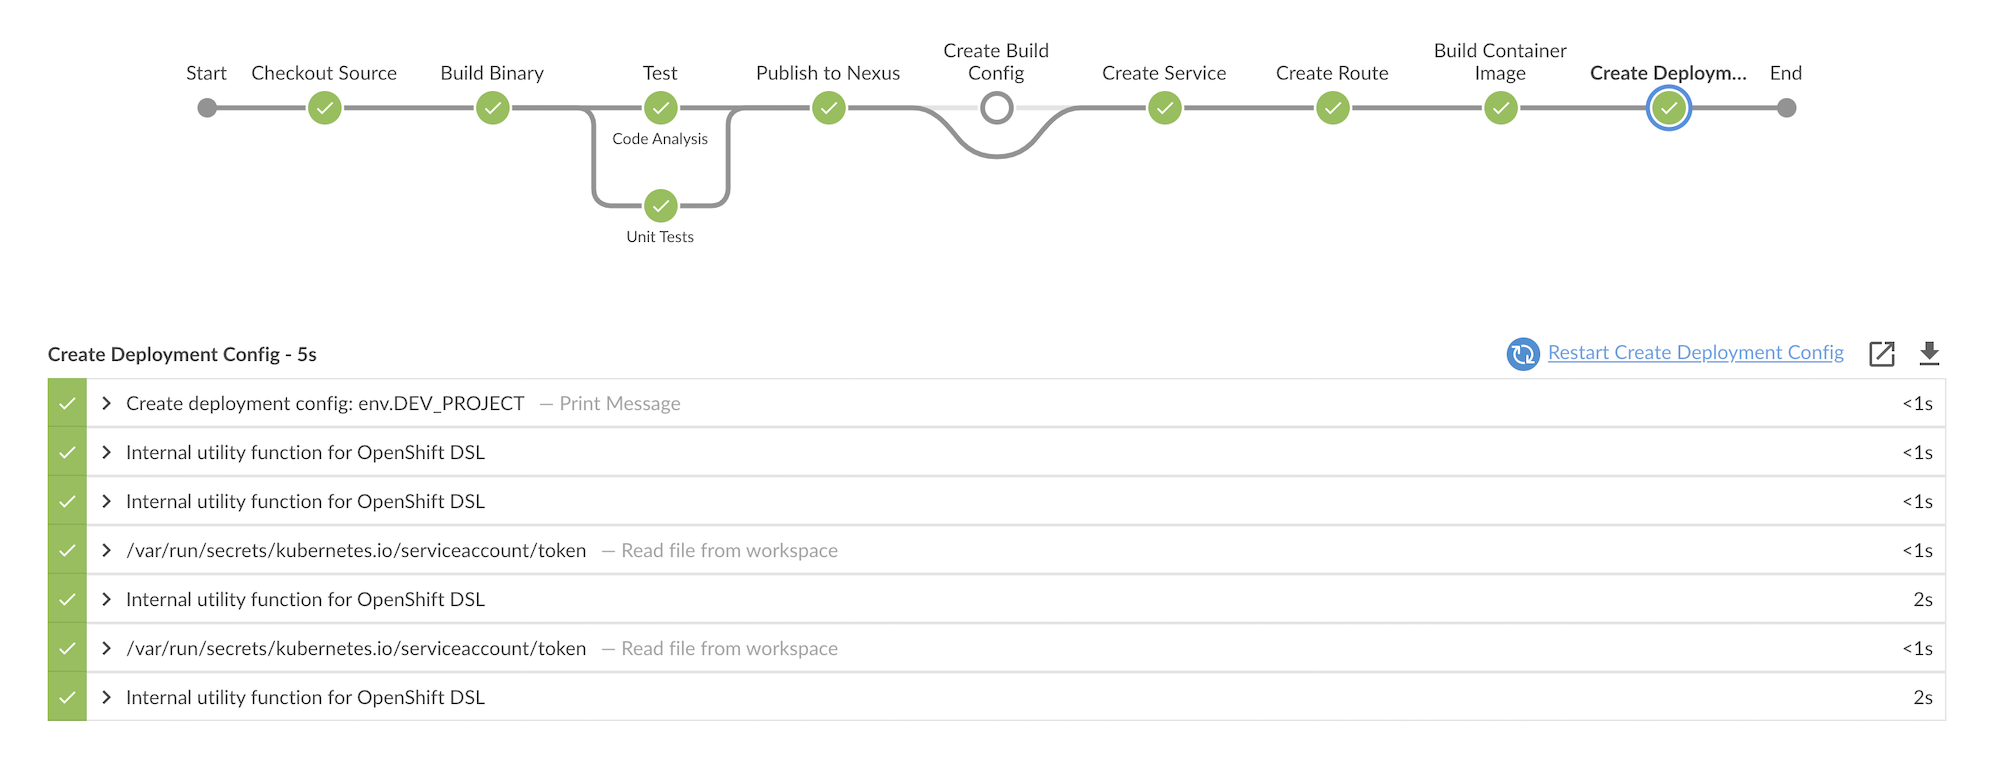 Start
Checkout Source
Build Binary
Test
Publish to Nexus
Create Build
Config
Create Service
Create Route
Build Container
Image
Create Deploym...
End
Code Analysis
Unit Tests
Create Deployment Config - 5s
Restart Create Deployment Config
Create deployment config: env.DEV_PROJECT — Print Message <1s
Internal utility function for OpenShift DSL <1s
Internal utility function for OpenShift DSL <1s
/var/run/secrets/kubernetes.io/serviceaccount/token — Read file from workspace <1s
Internal utility function for OpenShift DSL 2s
/var/run/secrets/kubernetes.io/serviceaccount/token — Read file from workspace <1s
Internal utility function for OpenShift DSL 2s